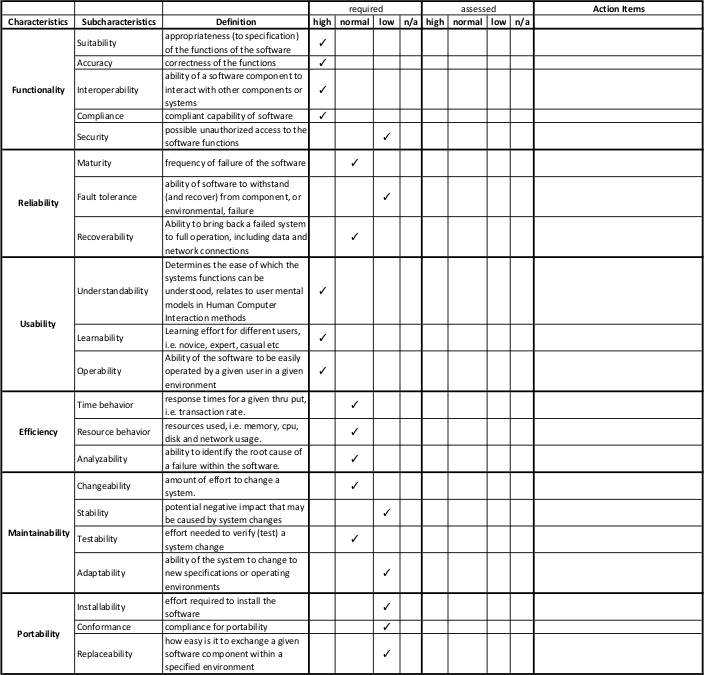 required assessed Action Items
Characteristics Subcharacteristics Definition high normal low n/a high normal low n/a
Functionality
Suitability
appropriateness (to specification)
of the functions of the software
✓
Accuracy
correctness of the functions
✓
Interoperability
ability of a software component to
interact with other components or
systems
✓
Compliance
compliant capability of software
✓
Security
possible unauthorized access to the
software functions
✓
Reliability
Maturity
frequency of failure of the software
✓
Fault tolerance
ability of software to withstand
(and recover) from component, or
environmental, failure
✓
Recoverability
Ability to bring back a failed system
to full operation, including data and
network connections
✓
Usability
Understandability
Determines the ease of which the
systems functions can be
understood, relates to user mental
models in Human Computer
Interaction methods
✓
Learnability
Learning effort for different users,
i.e. novice, expert, casual etc
✓
Operability
Ability of the software to be easily
operated by a given user in a given
environment
✓
Efficiency
Time behavior
response times for a given thru put,
i.e. transaction rate.
✓
Resource behavior
resources used, i.e. memory, cpu,
disk and network usage.
✓
Analyzability
ability to identify the root cause of
a failure within the software.
✓
Maintainability
Changeability
amount of effort to change a
system.
✓
Stability
potential negative impact that may
be caused by system changes
✓
Testability
effort needed to verify (test) a
system change
✓
Adaptability
ability of the system to change to
new specifications or operating
environments
✓
Portability
Installability
effort required to install the
software
✓
Conformance
compliance for portability
✓
Replaceability
how easy is it to exchange a given
software component within a
specified environment
✓